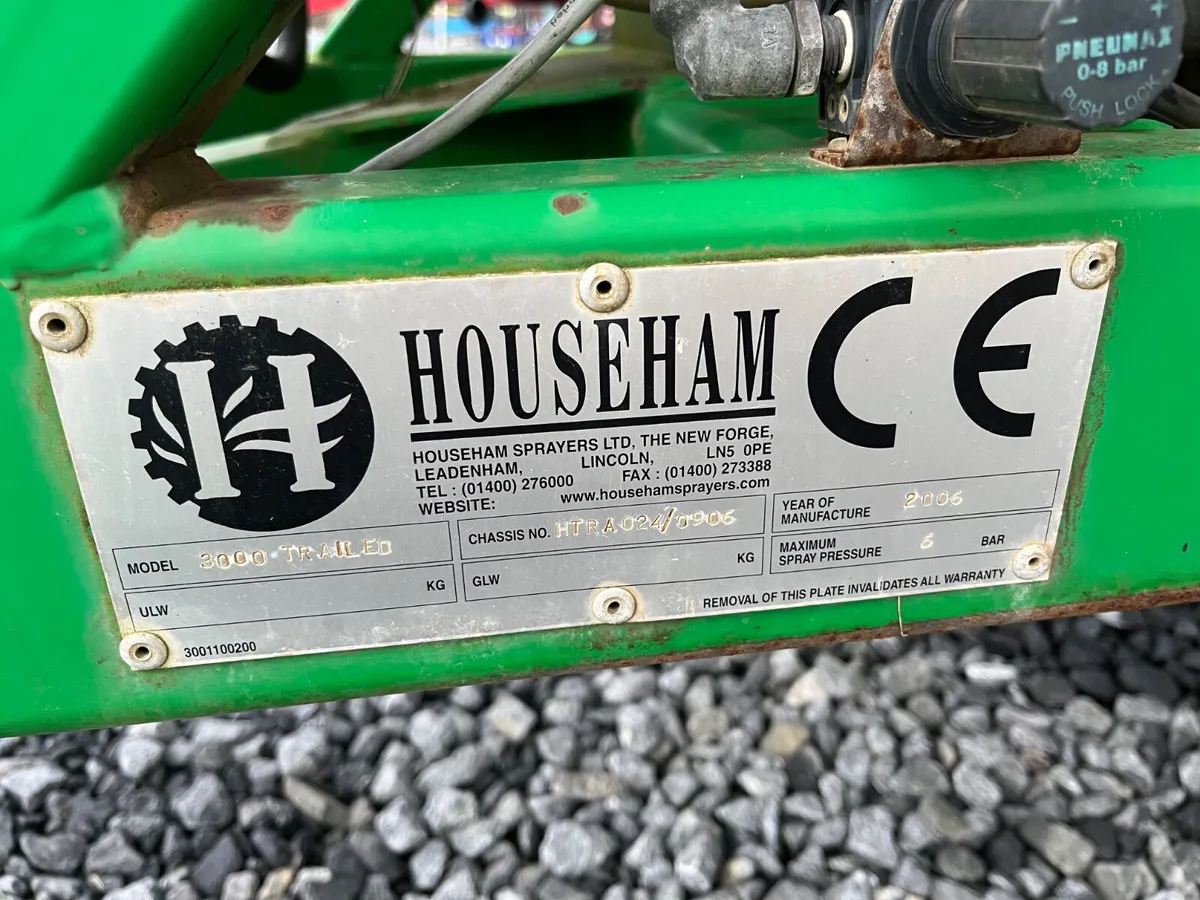 - +
PNEUMAX
0-8 bar
PUSH LOCK
H
HOUSEHAM
CE
HOUSEHAM SPRAYERS LTD, THE NEW FORGE,
LEADENHAM, LINCOLN, LN5 0PE
TEL : (01400) 276000 FAX : (01400) 273388
WEBSITE: www.househamsprayers.com
MODEL 3000-TRAILED
CHASSIS NO. HTRA024/0906
YEAR OF MANUFACTURE 2006
ULW KG
GLW KG
MAXIMUM SPRAY PRESSURE 6 BAR
3001100200
REMOVAL OF THIS PLATE INVALIDATES ALL WARRANTY